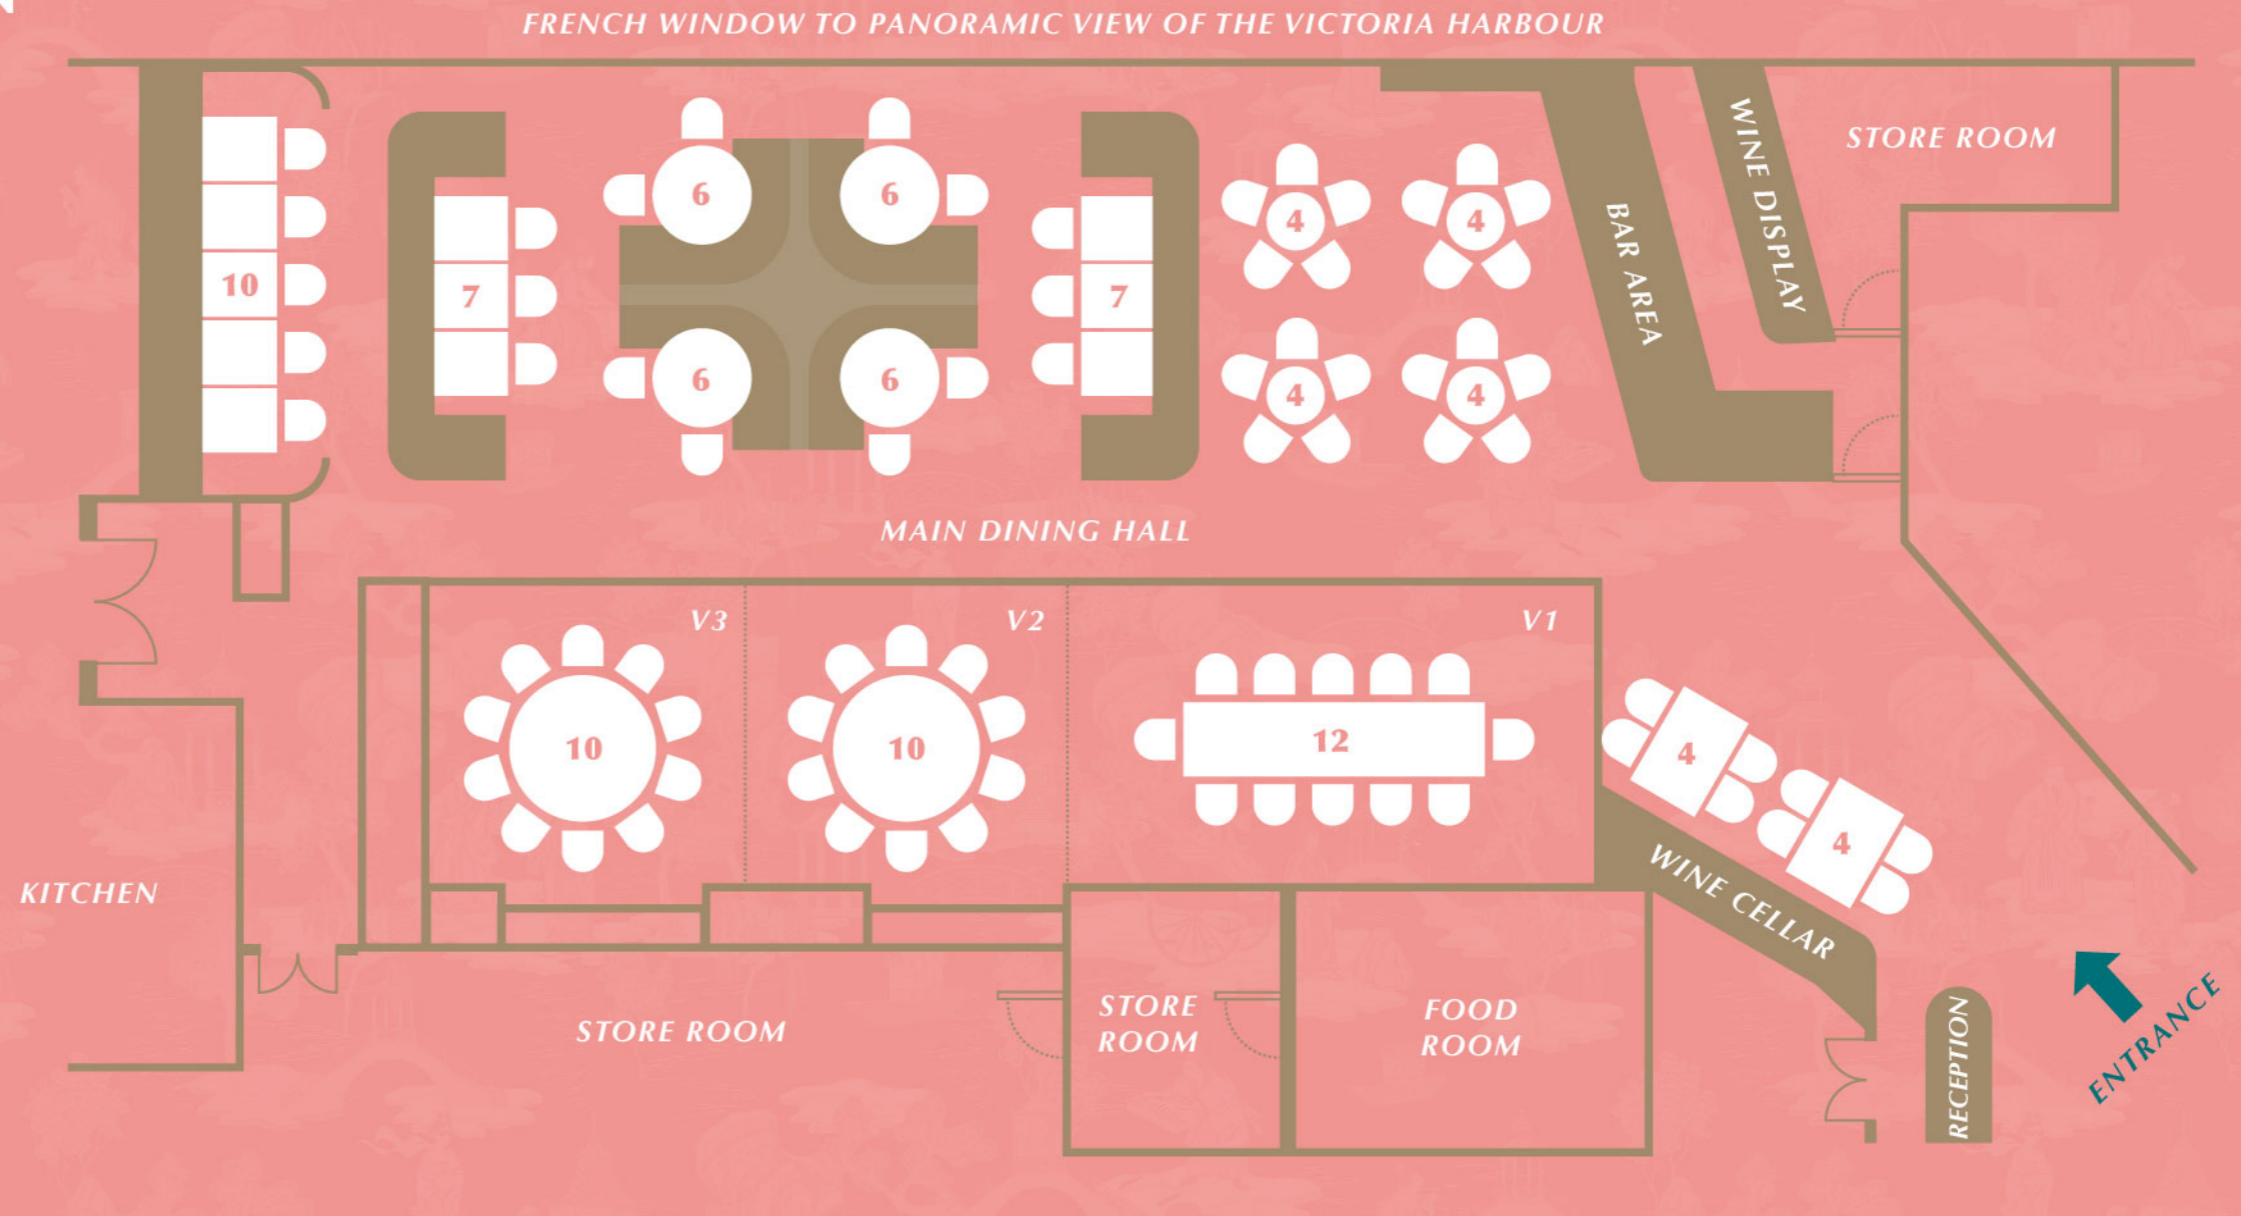 FRENCH WINDOW TO PANORAMIC VIEW OF THE VICTORIA HARBOUR
WINE DISPLAY
STORE ROOM
BAR AREA
6
6
4
4
10
7
7
6
6
4
4
MAIN DINING HALL
V3
V2
V1
10
10
12
4
4
KITCHEN
WINE CELLAR
STORE ROOM
STORE
ROOM
FOOD
ROOM
RECEPTION
ENTRANCE